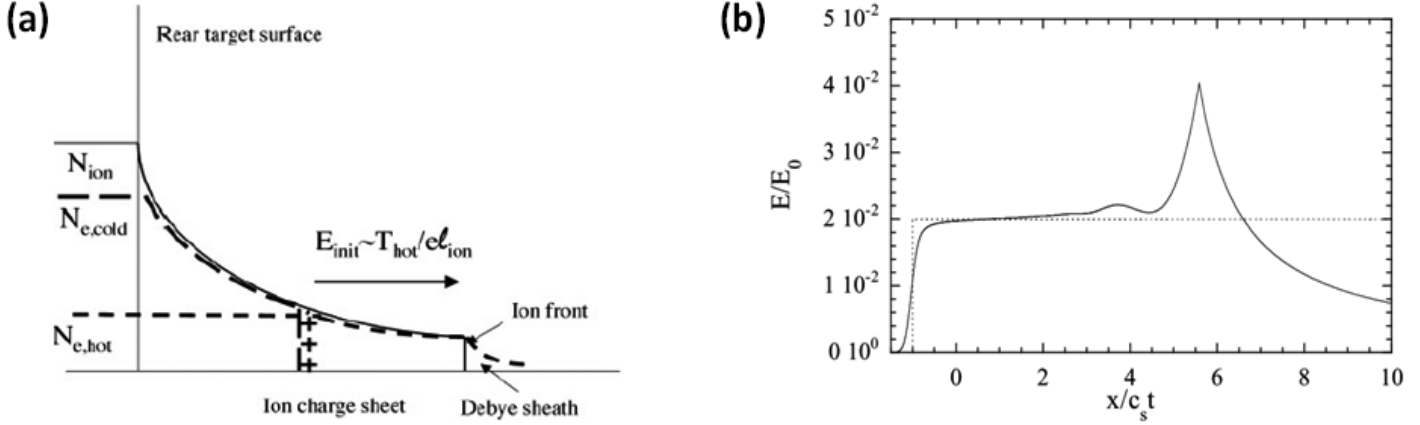 (a)
Rear target surface
N_ion
N_e,cold
E_init~T_hot/eℓ_ion
N_e,hot
Ion front
+
+
+
Ion charge sheet
Debye sheath
(b)
5 10^-2
4 10^-2
3 10^-2
2 10^-2
1 10^-2
0 10^0
E/E_0
0 2 4 6 8 10
x/c_s t